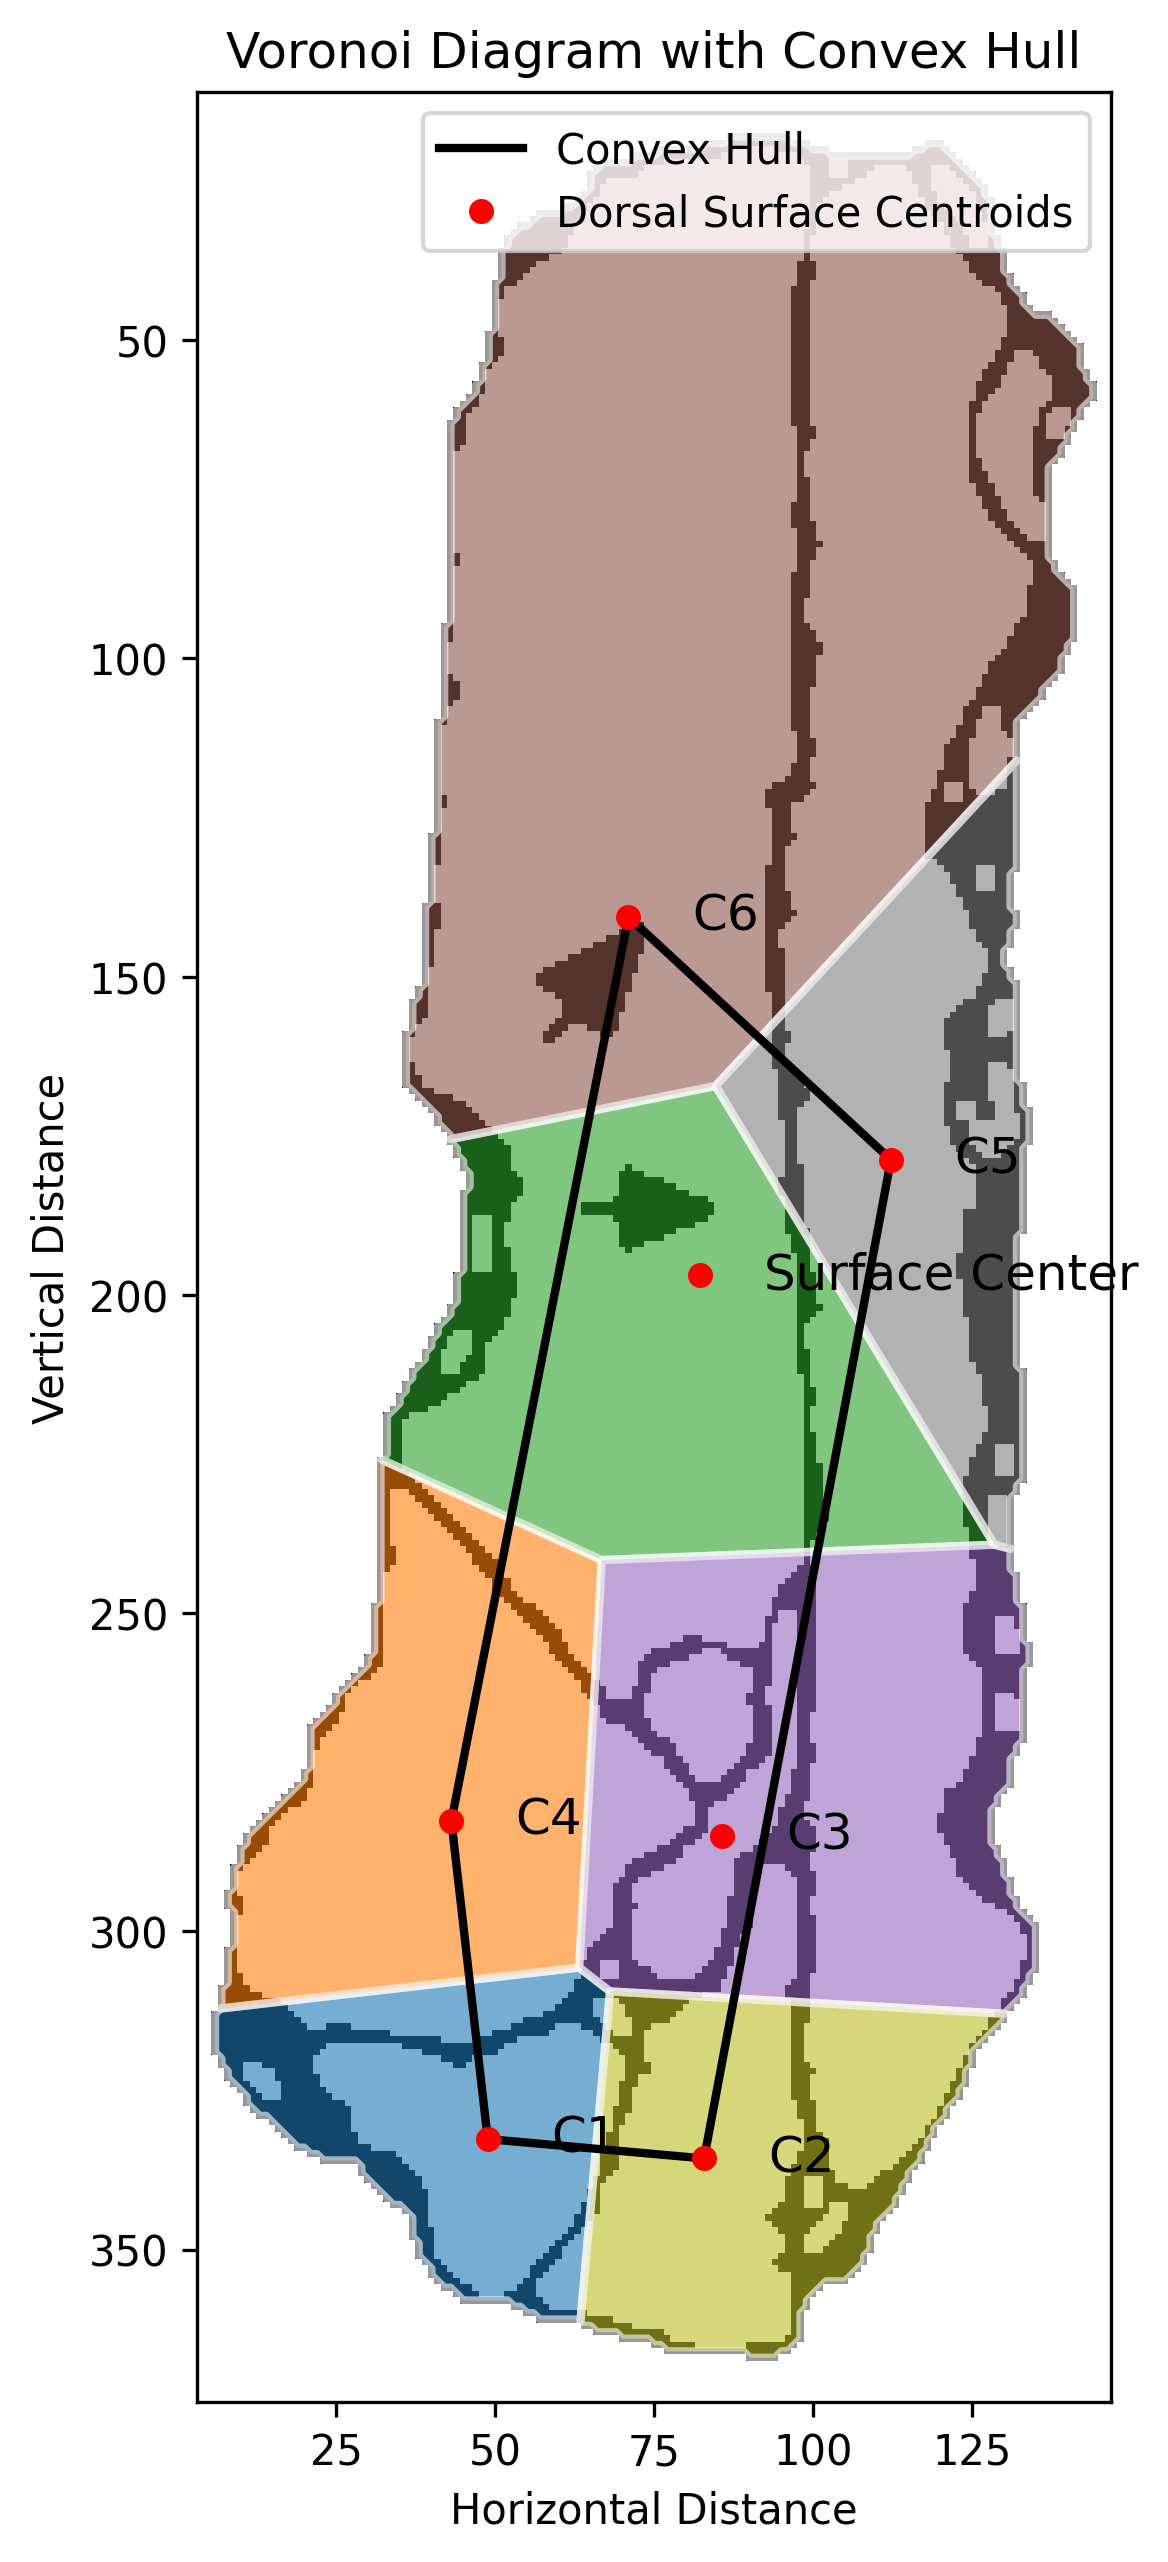 Voronoi Diagram with Convex Hull
Convex Hull
Dorsal Surface Centroids
50
100
150
200
250
300
350
Vertical Distance
C6
C5
Surface Center
C4
C3
C1
C2
25
50
75
100
125
Horizontal Distance